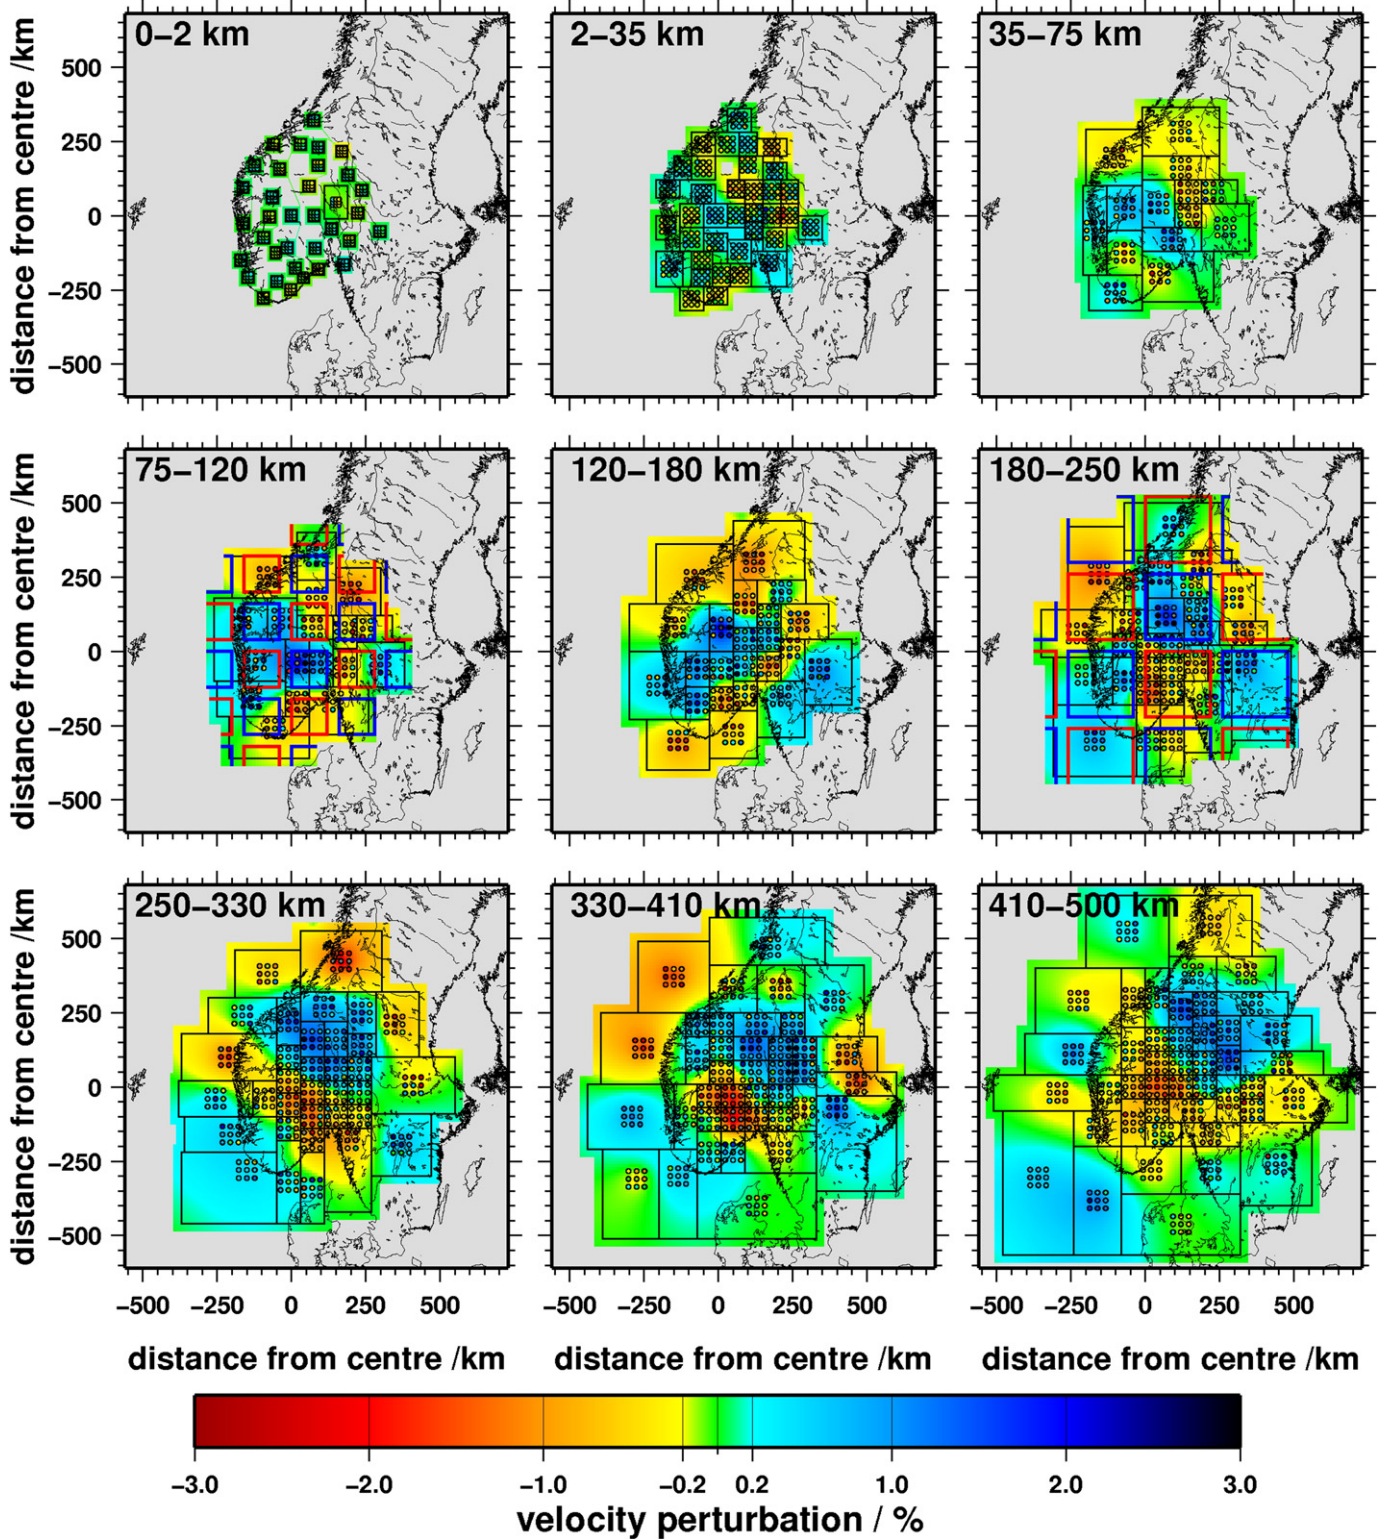 0–2 km
2–35 km
35–75 km
distance from centre /km
500
250
0
−250
−500
75–120 km
120–180 km
180–250 km
distance from centre /km
500
250
0
−250
−500
250–330 km
330–410 km
410–500 km
distance from centre /km
500
250
0
−250
−500
−500 −250 0 250 500
−500 −250 0 250 500
−500 −250 0 250 500
distance from centre /km
distance from centre /km
distance from centre /km
−3.0 −2.0 −1.0 −0.2 0.2 1.0 2.0 3.0
velocity perturbation / %